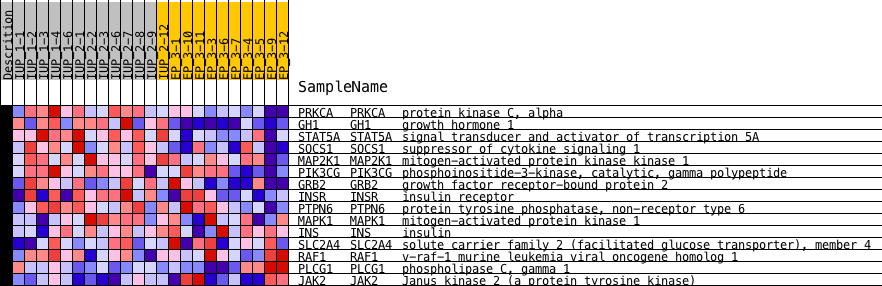 Descrition
IUP_1-1
IUP_1-2
IUP_1-3
IUP_1-4
IUP_1-6
IUP_2-1
IUP_2-2
IUP_2-3
IUP_2-6
IUP_2-7
IUP_2-8
IUP_2-9
IUP_2-12
EP_3-1
EP_3-10
EP_3-11
EP_3-3
EP_3-6
EP_3-7
EP_3-4
EP_3-5
EP_3-9
EP_3-12
SampleName
PRKCA PRKCA protein kinase C, alpha
GH1 GH1 growth hormone 1
STAT5A STAT5A signal transducer and activator of transcription 5A
SOCS1 SOCS1 suppressor of cytokine signaling 1
MAP2K1 MAP2K1 mitogen-activated protein kinase kinase 1
PIK3CG PIK3CG phosphoinositide-3-kinase, catalytic, gamma polypeptide
GRB2 GRB2 growth factor receptor-bound protein 2
INSR INSR insulin receptor
PTPN6 PTPN6 protein tyrosine phosphatase, non-receptor type 6
MAPK1 MAPK1 mitogen-activated protein kinase 1
INS INS insulin
SLC2A4 SLC2A4 solute carrier family 2 (facilitated glucose transporter), member 4
RAF1 RAF1 v-raf-1 murine leukemia viral oncogene homolog 1
PLCG1 PLCG1 phospholipase C, gamma 1
JAK2 JAK2 Janus kinase 2 (a protein tyrosine kinase)